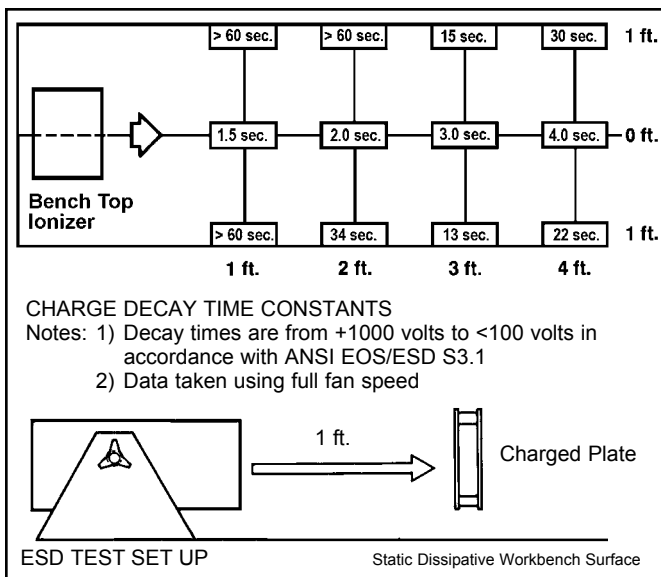 > 60 sec. > 60 sec. 15 sec. 30 sec. 1 ft.
1.5 sec. 2.0 sec. 3.0 sec. 4.0 sec. 0 ft.
Bench Top
Ionizer
> 60 sec. 34 sec. 13 sec. 22 sec. 1 ft.
1 ft. 2 ft. 3 ft. 4 ft.
CHARGE DECAY TIME CONSTANTS
Notes: 1) Decay times are from +1000 volts to <100 volts in
accordance with ANSI EOS/ESD S3.1
2) Data taken using full fan speed
1 ft.
Charged Plate
ESD TEST SET UP Static Dissipative Workbench Surface